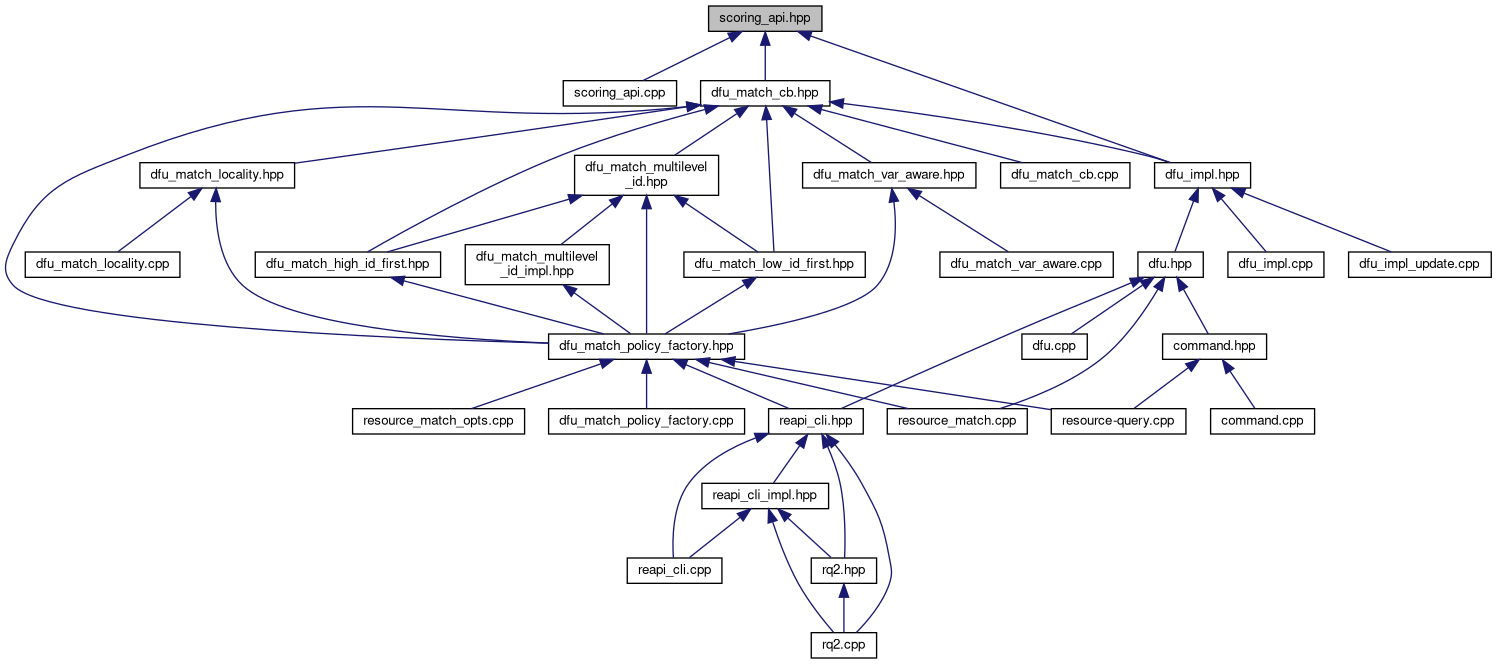 scoring_api.hpp
scoring_api.cpp
dfu_match_cb.hpp
dfu_match_locality.hpp
dfu_match_multilevel
_id.hpp
dfu_match_var_aware.hpp
dfu_match_cb.cpp
dfu_impl.hpp
dfu_match_locality.cpp
dfu_match_high_id_first.hpp
dfu_match_multilevel
_id_impl.hpp
dfu_match_low_id_first.hpp
dfu_match_var_aware.cpp
dfu.hpp
dfu_impl.cpp
dfu_impl_update.cpp
dfu_match_policy_factory.hpp
dfu.cpp
command.hpp
resource_match_opts.cpp
dfu_match_policy_factory.cpp
reapi_cli.hpp
resource_match.cpp
resource-query.cpp
command.cpp
reapi_cli_impl.hpp
reapi_cli.cpp
rq2.hpp
rq2.cpp